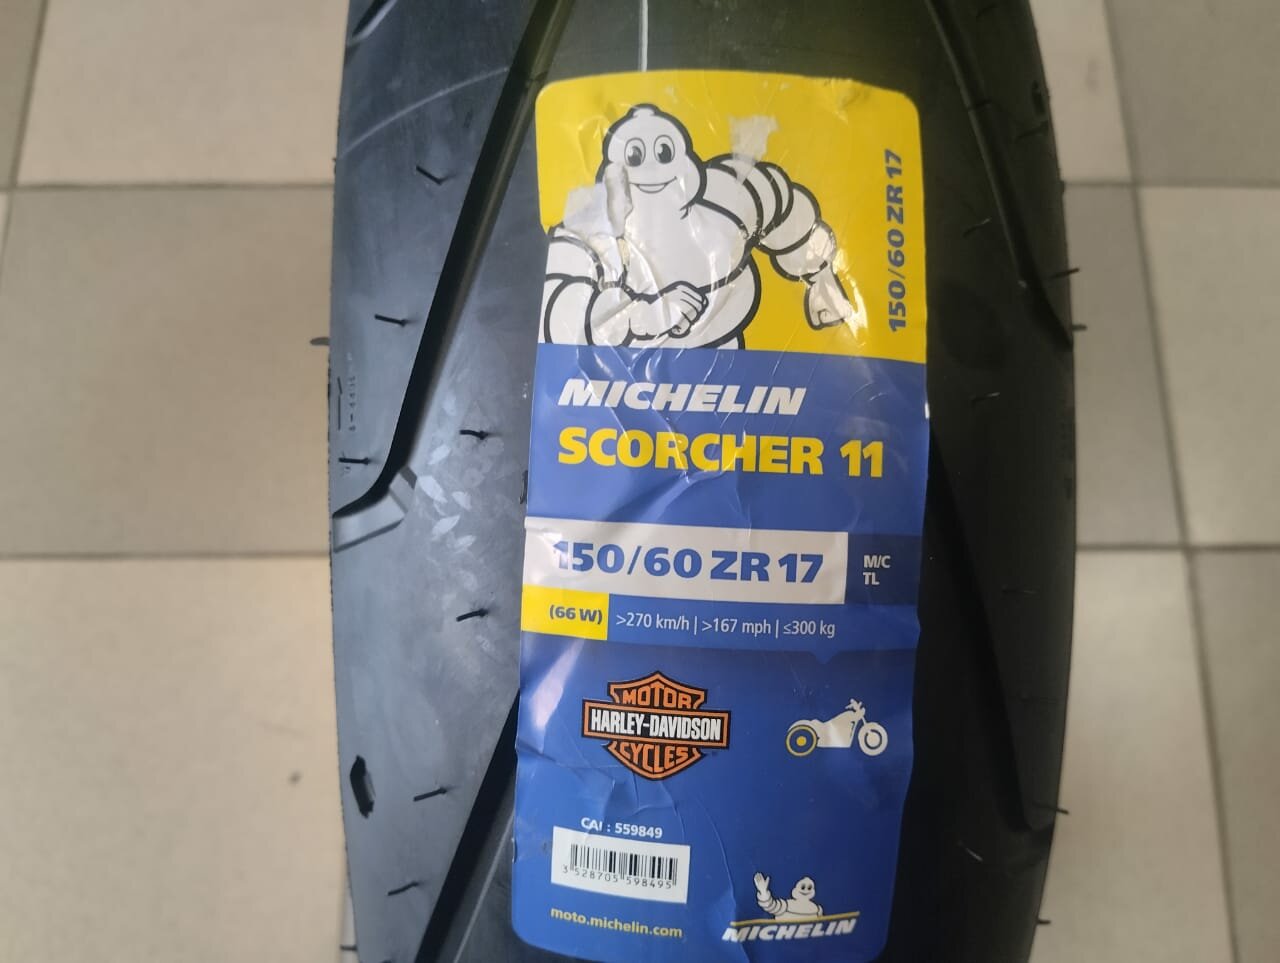 150/60 ZR 17
MICHELIN
SCORCHER 11
150/60 ZR 17
M/C
TL
(66 W)
>270 km/h | >167 mph | ≤300 kg
MOTOR
HARLEY-DAVIDSON
CYCLES
CAI : 559849
3 528705 598495
moto.michelin.com
MICHELIN